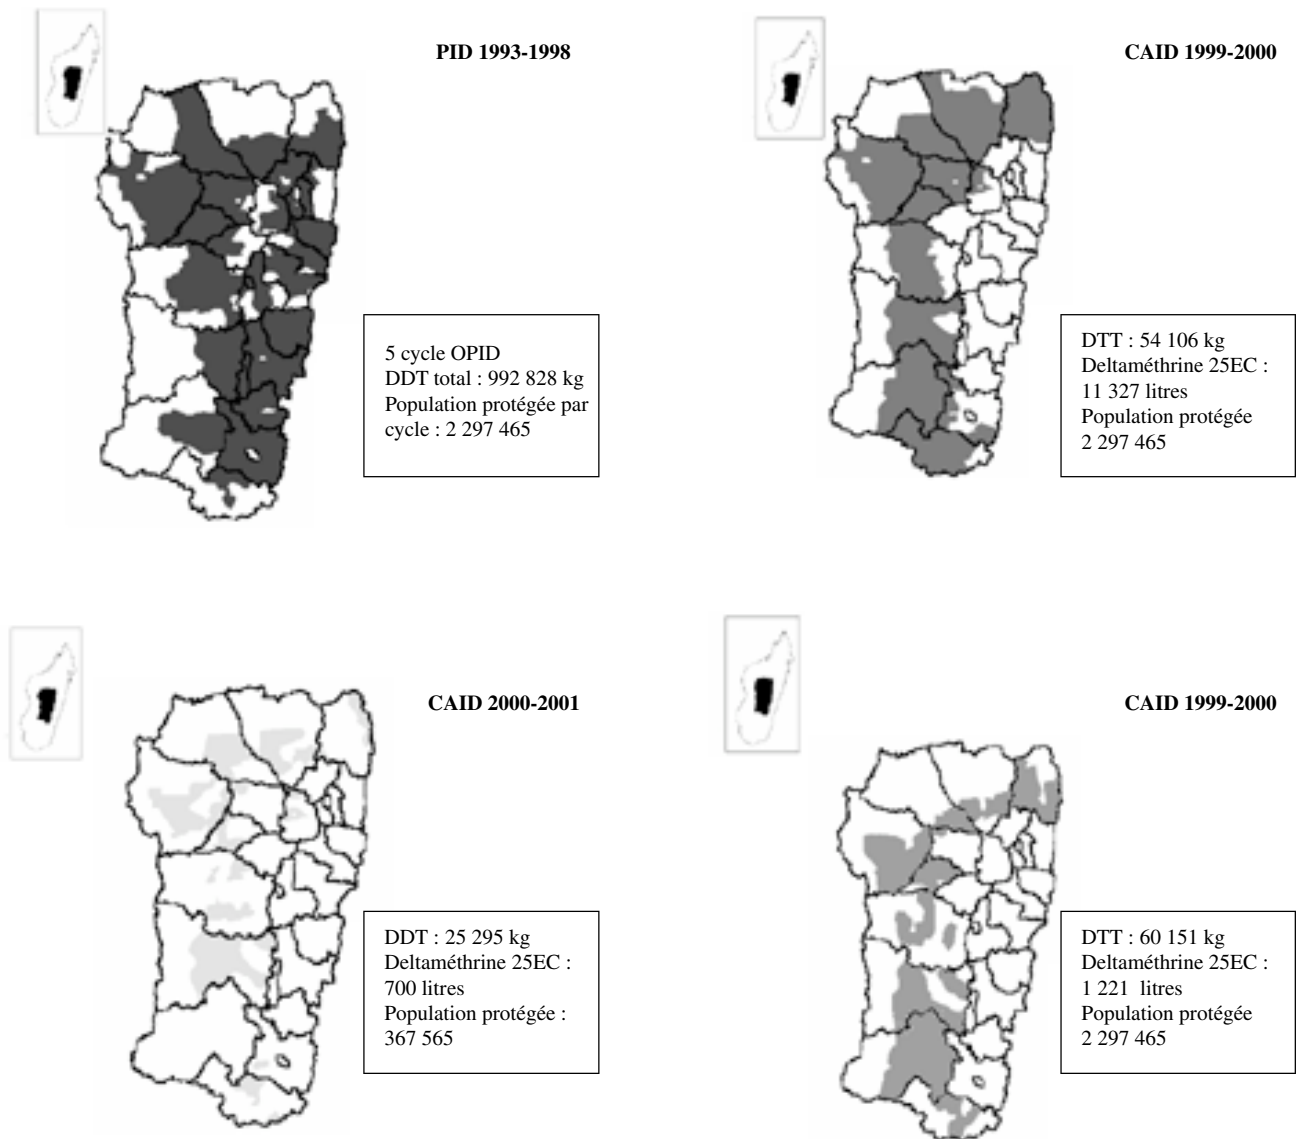 PID 1993-1998
5 cycle OPID
DDT total : 992 828 kg
Population protégée par
cycle : 2 297 465
CAID 1999-2000
DTT : 54 106 kg
Deltaméthrine 25EC :
11 327 litres
Population protégée
2 297 465
CAID 2000-2001
DDT : 25 295 kg
Deltaméthrine 25EC :
700 litres
Population protégée :
367 565
CAID 1999-2000
DTT : 60 151 kg
Deltaméthrine 25EC :
1 221 litres
Population protégée
2 297 465